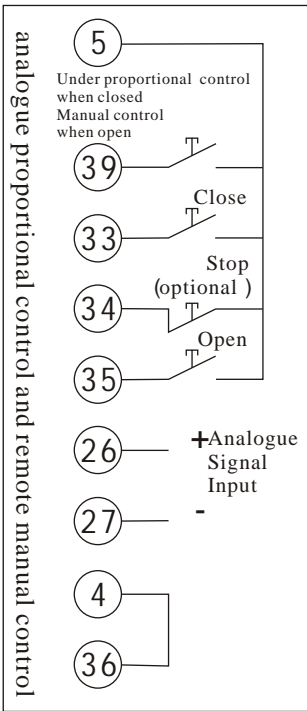 analogue proportional control and remote manual control
5
Under proportional control
when closed
Manual control
when open
39
Close
33
Stop
(optional )
34
Open
35
26
+Analogue
Signal
Input
27
-
4
36